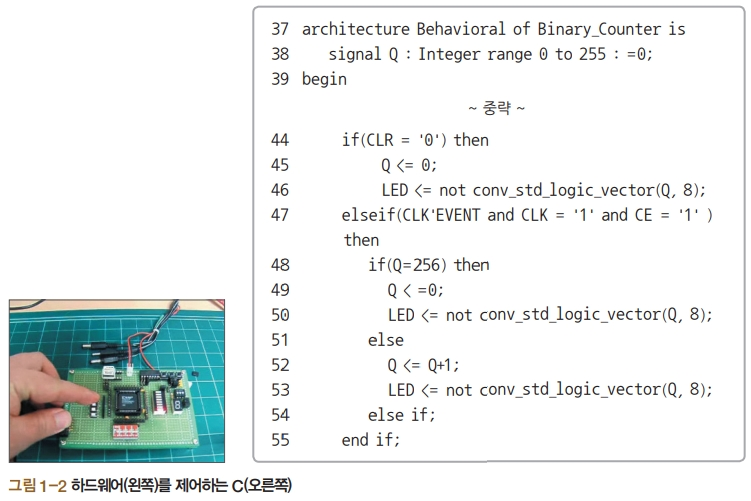 37 architecture Behavioral of Binary_Counter is
38 signal Q : Integer range 0 to 255 : =0;
39 begin
~ 중략 ~
44 if(CLR = '0') then
45 Q <= 0;
46 LED <= not conv_std_logic_vector(Q, 8);
47 elseif(CLK'EVENT and CLK = '1' and CE = '1' )
then
48 if(Q=256) then
49 Q < =0;
50 LED <= not conv_std_logic_vector(Q, 8);
51 else
52 Q <= Q+1;
53 LED <= not conv_std_logic_vector(Q, 8);
54 else if;
55 end if;
그림 1-2 하드웨어(왼쪽)를 제어하는 C(오른쪽)